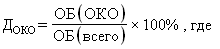 Д_ОКО = ОБ(ОКО) / ОБ(всего) × 100% , где